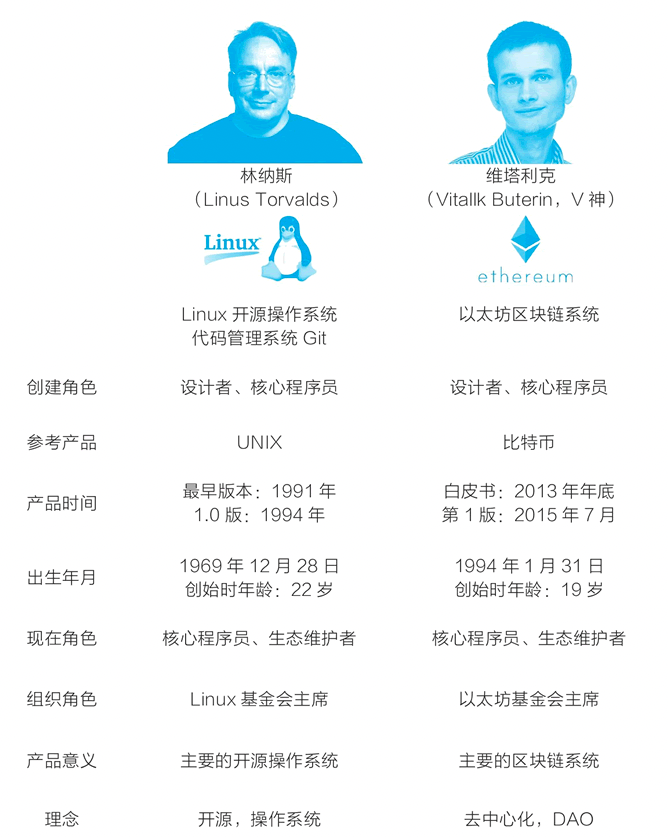 林纳斯
（Linus Torvalds）
维塔利克
（Vitallk Buterin，V 神）
Linux
ethereum
Linux 开源操作系统
代码管理系统 Git
以太坊区块链系统
创建角色
设计者、核心程序员
设计者、核心程序员
参考产品
UNIX
比特币
产品时间
最早版本：1991 年
1.0 版：1994 年
白皮书：2013 年年底
第 1 版：2015 年 7 月
出生年月
1969 年 12 月 28 日
创始时年龄：22 岁
1994 年 1 月 31 日
创始时年龄：19 岁
现在角色
核心程序员、生态维护者
核心程序员、生态维护者
组织角色
Linux 基金会主席
以太坊基金会主席
产品意义
主要的开源操作系统
主要的区块链系统
理念
开源，操作系统
去中心化，DAO